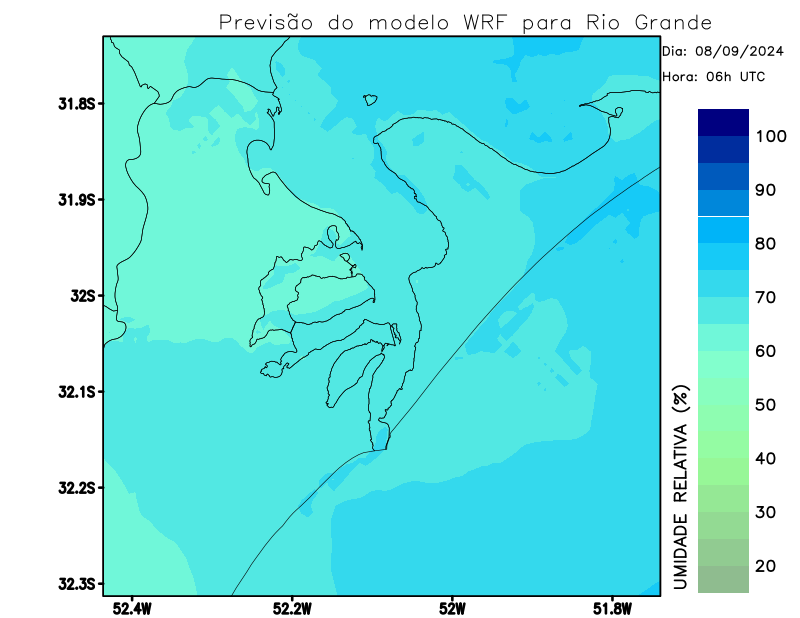 Previsão do modelo WRF para Rio Grande
Dia: 08/09/2024
Hora: 06h UTC
31.8S
31.9S
32S
32.1S
32.2S
32.3S
52.4W
52.2W
52W
51.8W
100
90
80
70
60
50
40
30
20
UMIDADE RELATIVA (%)